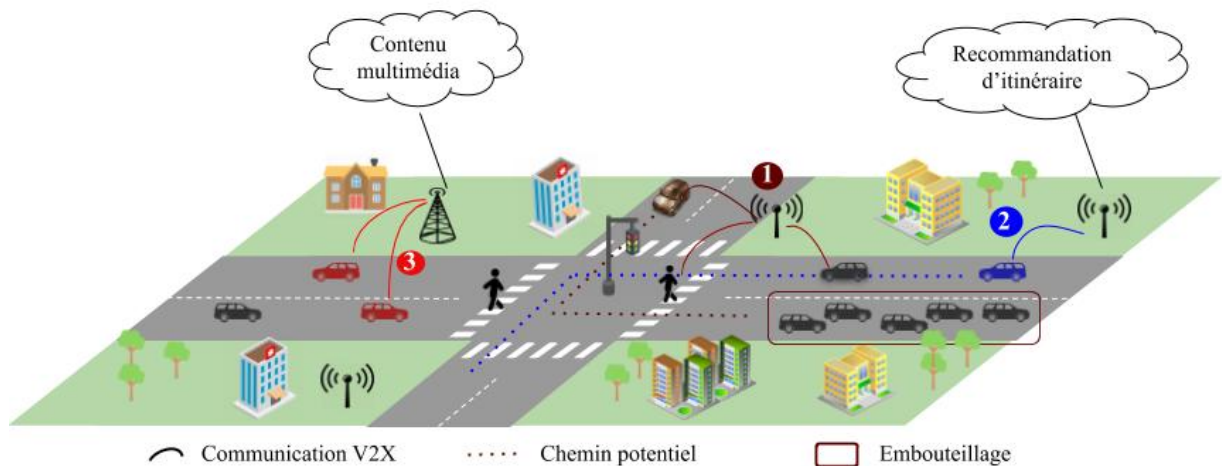 Contenu
multimédia
Recommandation
d'itinéraire
1
2
3
Communication V2X
Chemin potentiel
Embouteillage